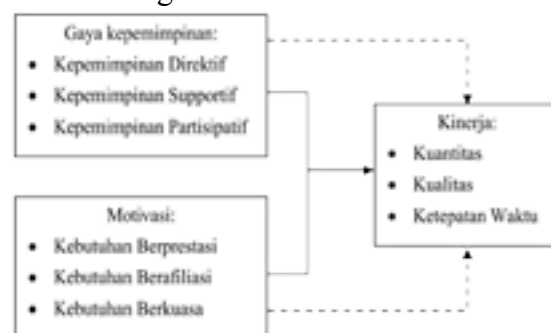 Gaya kepemimpinan:
• Kepemimpinan Direktif
• Kepemimpinan Supportif
• Kepemimpinan Partisipatif
Motivasi:
• Kebutuhan Berprestasi
• Kebutuhan Berafiliasi
• Kebutuhan Berkuasa
Kinerja:
• Kuantitas
• Kualitas
• Ketepatan Waktu